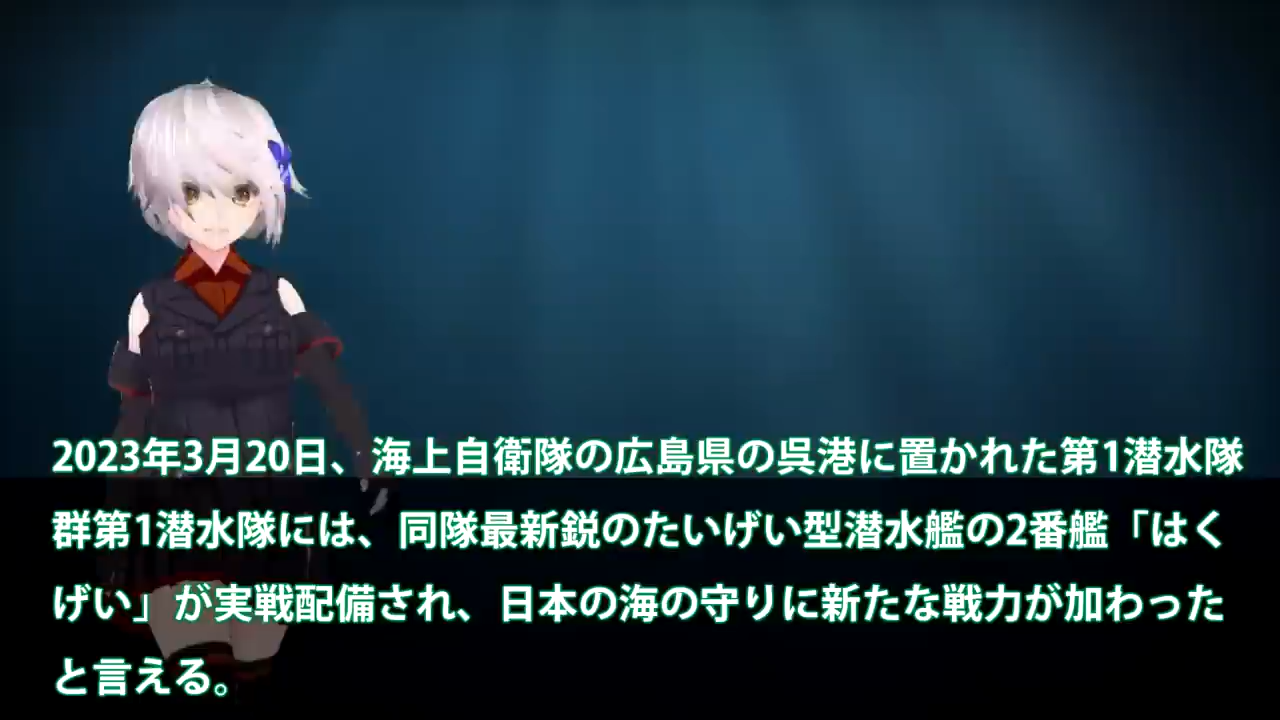 2023年3月20日、海上自衛隊の広島県の呉港に置かれた第1潜水隊
群第1潜水隊には、同隊最新鋭のたいげい型潜水艦の2番艦「はく
げい」が実戦配備され、日本の海の守りに新たな戦力が加わった
と言える。